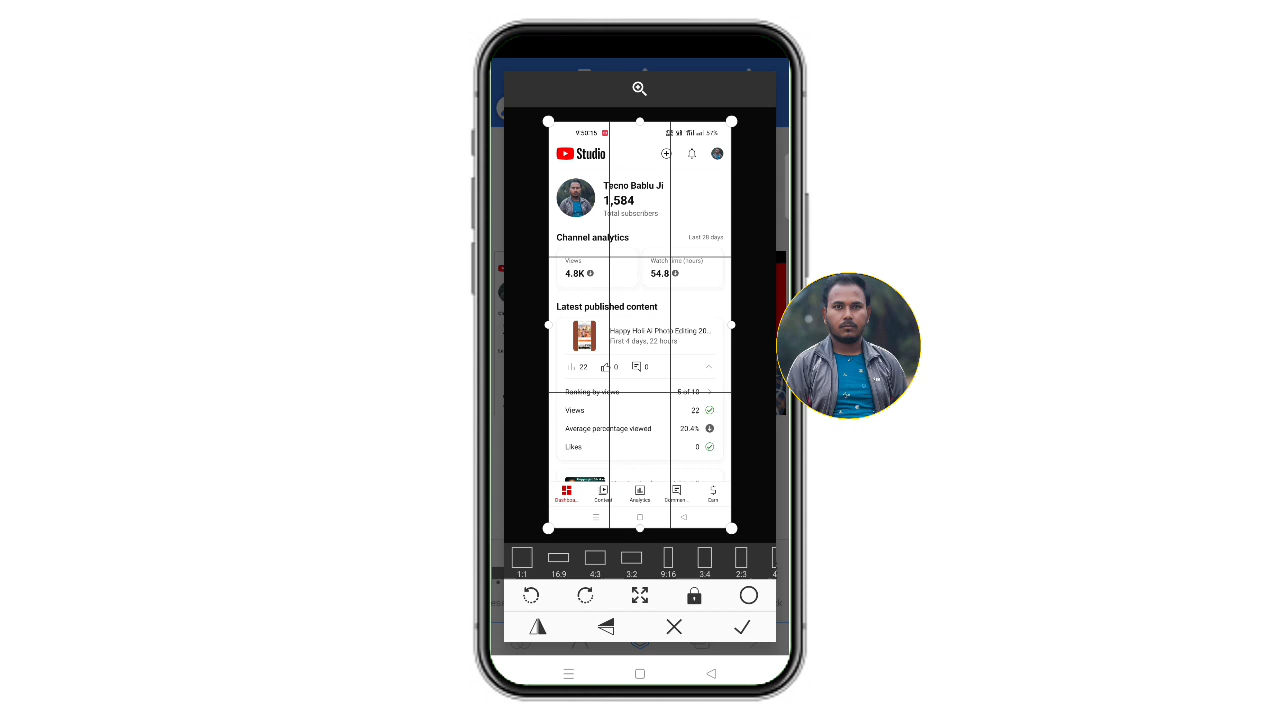 9:50:15
57%
Studio
Tecno Bablu Ji
1,584
Total subscribers
Channel analytics
Last 28 days
Views
Watch time (hours)
4.8K
54.8
Latest published content
Happy Holi Ai Photo Editing 20...
First 4 days, 22 hours
22 0 0
Ranking by views
5 of 10
Views
22
Average percentage viewed
20.4%
Likes
0
Dashboa...
Content
Analytics
Commen...
Earn
1:1 16:9 4:3 3:2 9:16 3:4 2:3